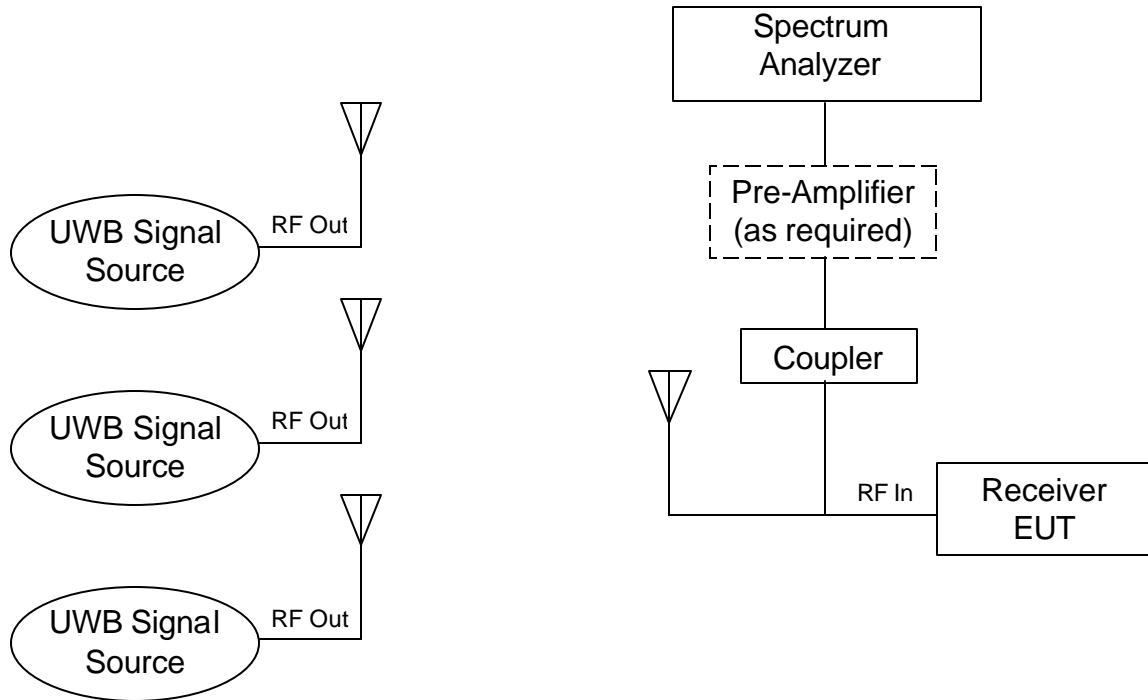 Spectrum
Analyzer
Pre-Amplifier
(as required)
UWB Signal
Source
RF Out
Coupler
UWB Signal
Source
RF Out
RF In
Receiver
EUT
UWB Signal
Source
RF Out